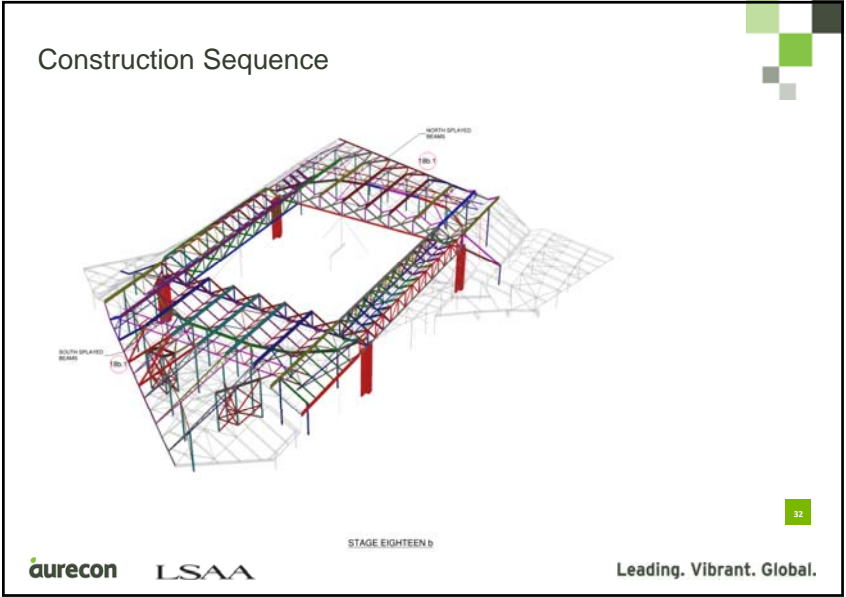 Construction Sequence
NORTH SPLAYED
BEAMS
18b.1
SOUTH SPLAYED
BEAMS
18b.1
32
STAGE EIGHTEEN b
aurecon
LSAA
Leading. Vibrant. Global.